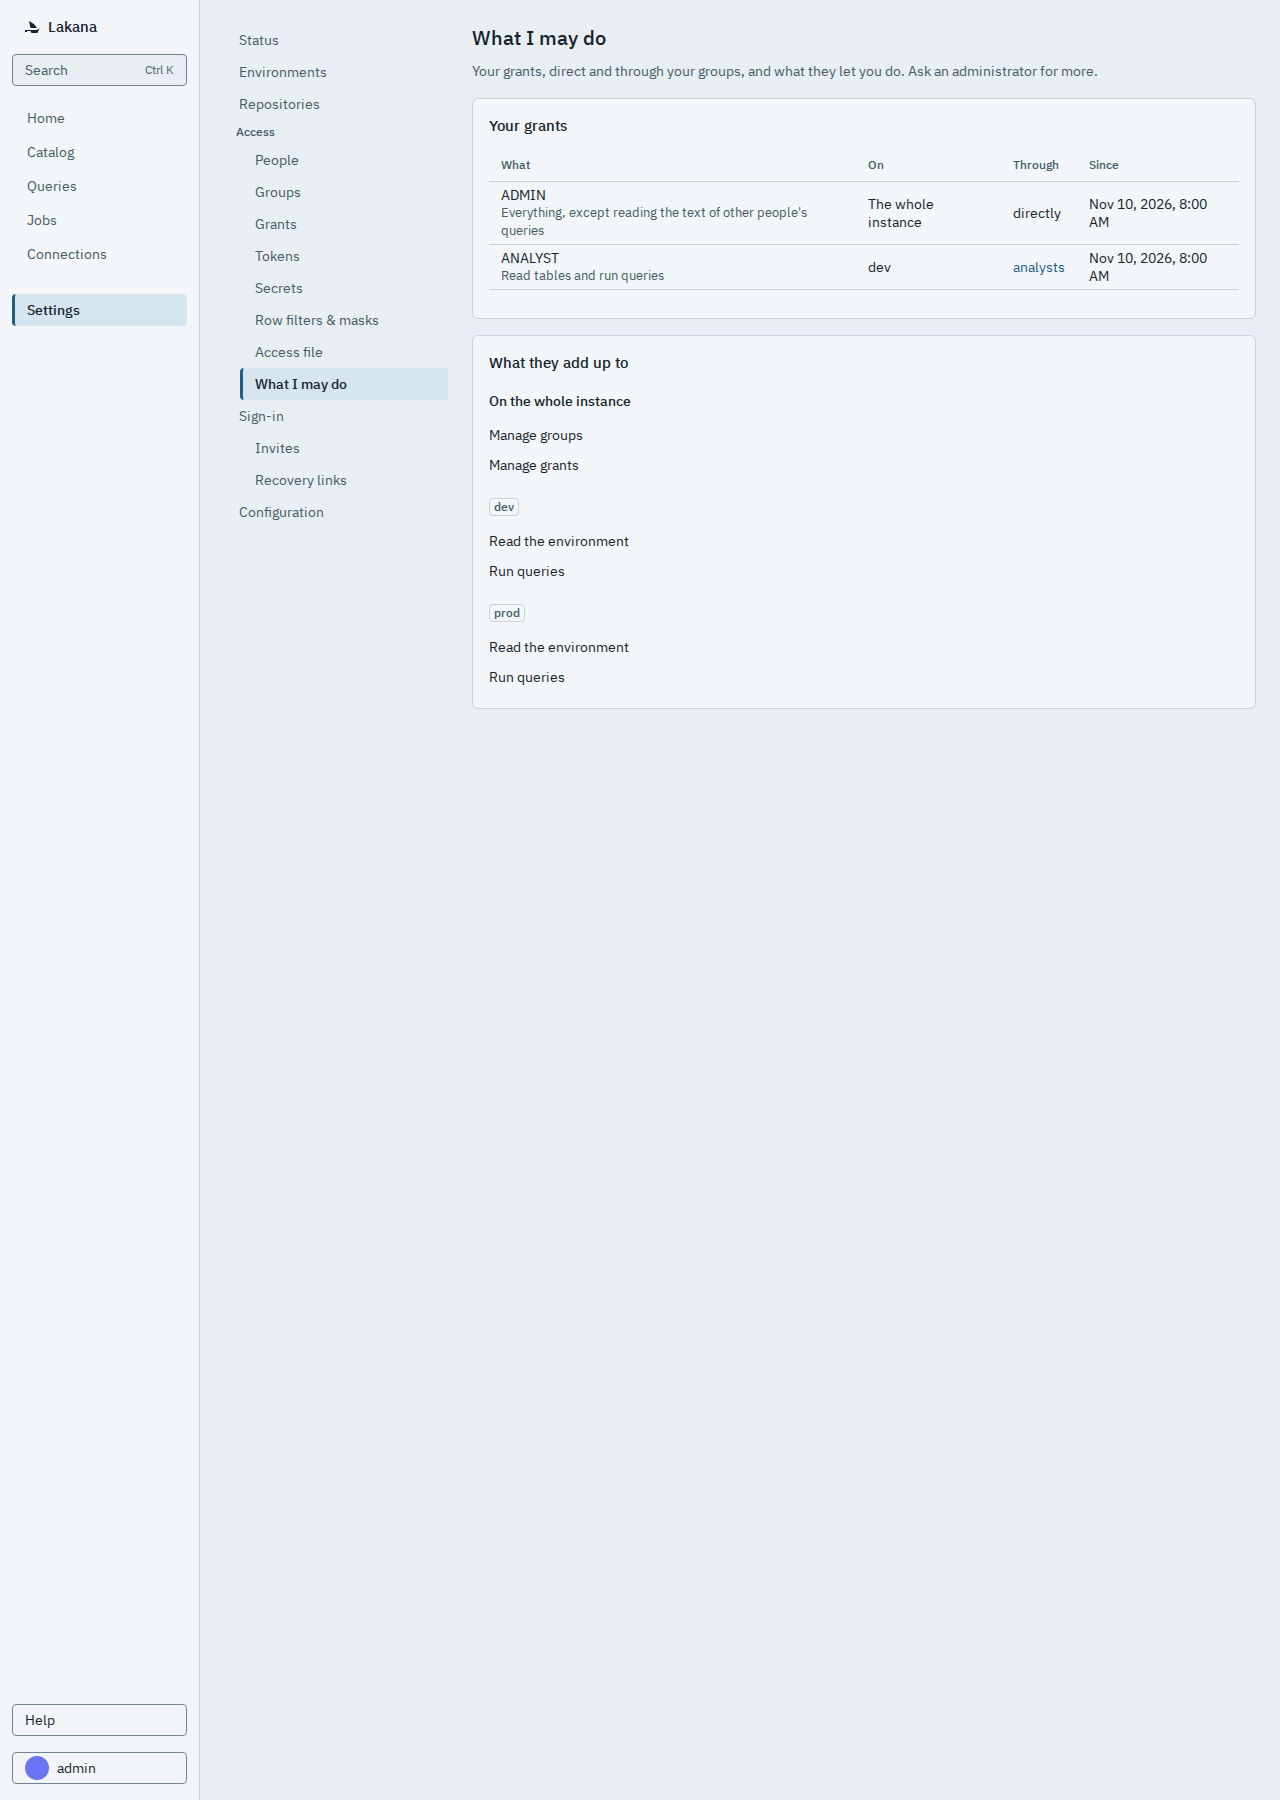 Lakana
Search Ctrl K
Home
Catalog
Queries
Jobs
Connections
Settings
Help
admin
Status
Environments
Repositories
Access
People
Groups
Grants
Tokens
Secrets
Row filters & masks
Access file
What I may do
Sign-in
Invites
Recovery links
Configuration
What I may do
Your grants, direct and through your groups, and what they let you do. Ask an administrator for more.
Your grants
What On Through Since
ADMIN
Everything, except reading the text of other people's
queries
The whole
instance
directly
Nov 10, 2026, 8:00
AM
ANALYST
Read tables and run queries
dev
analysts
Nov 10, 2026, 8:00
AM
What they add up to
On the whole instance
Manage groups
Manage grants
dev
Read the environment
Run queries
prod
Read the environment
Run queries